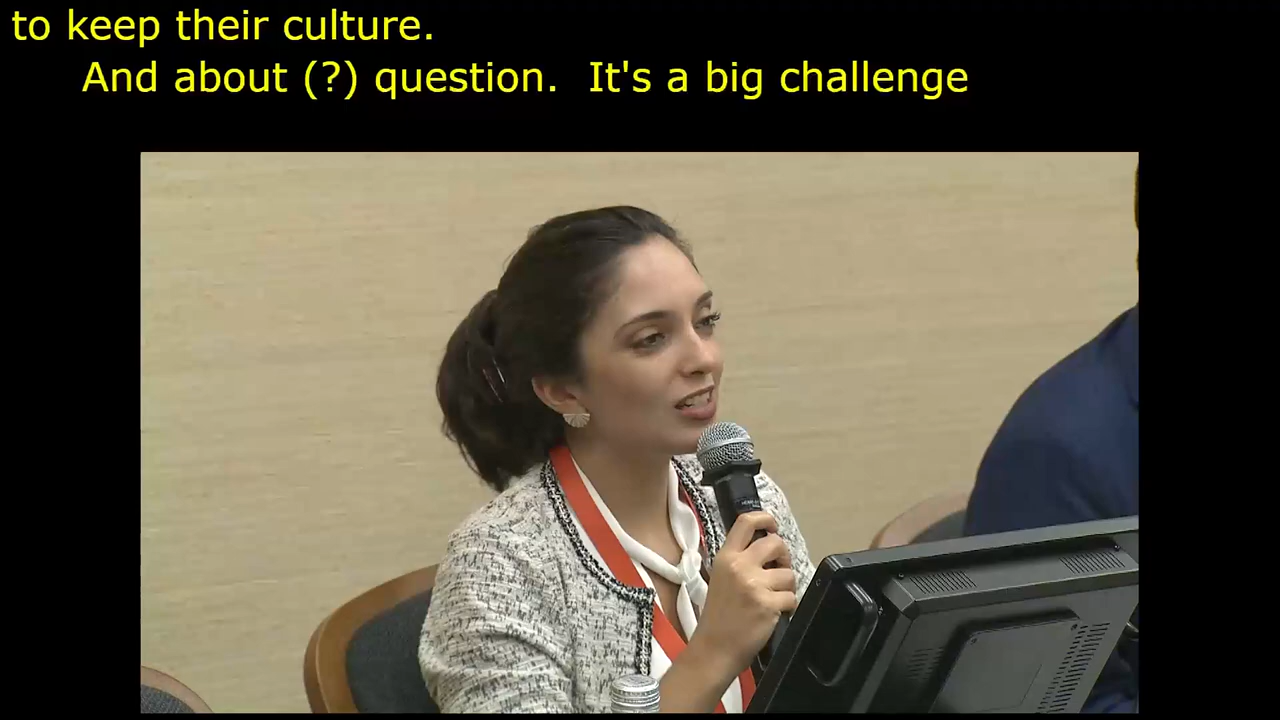 to keep their culture.
And about (?) question.  It's a big challenge